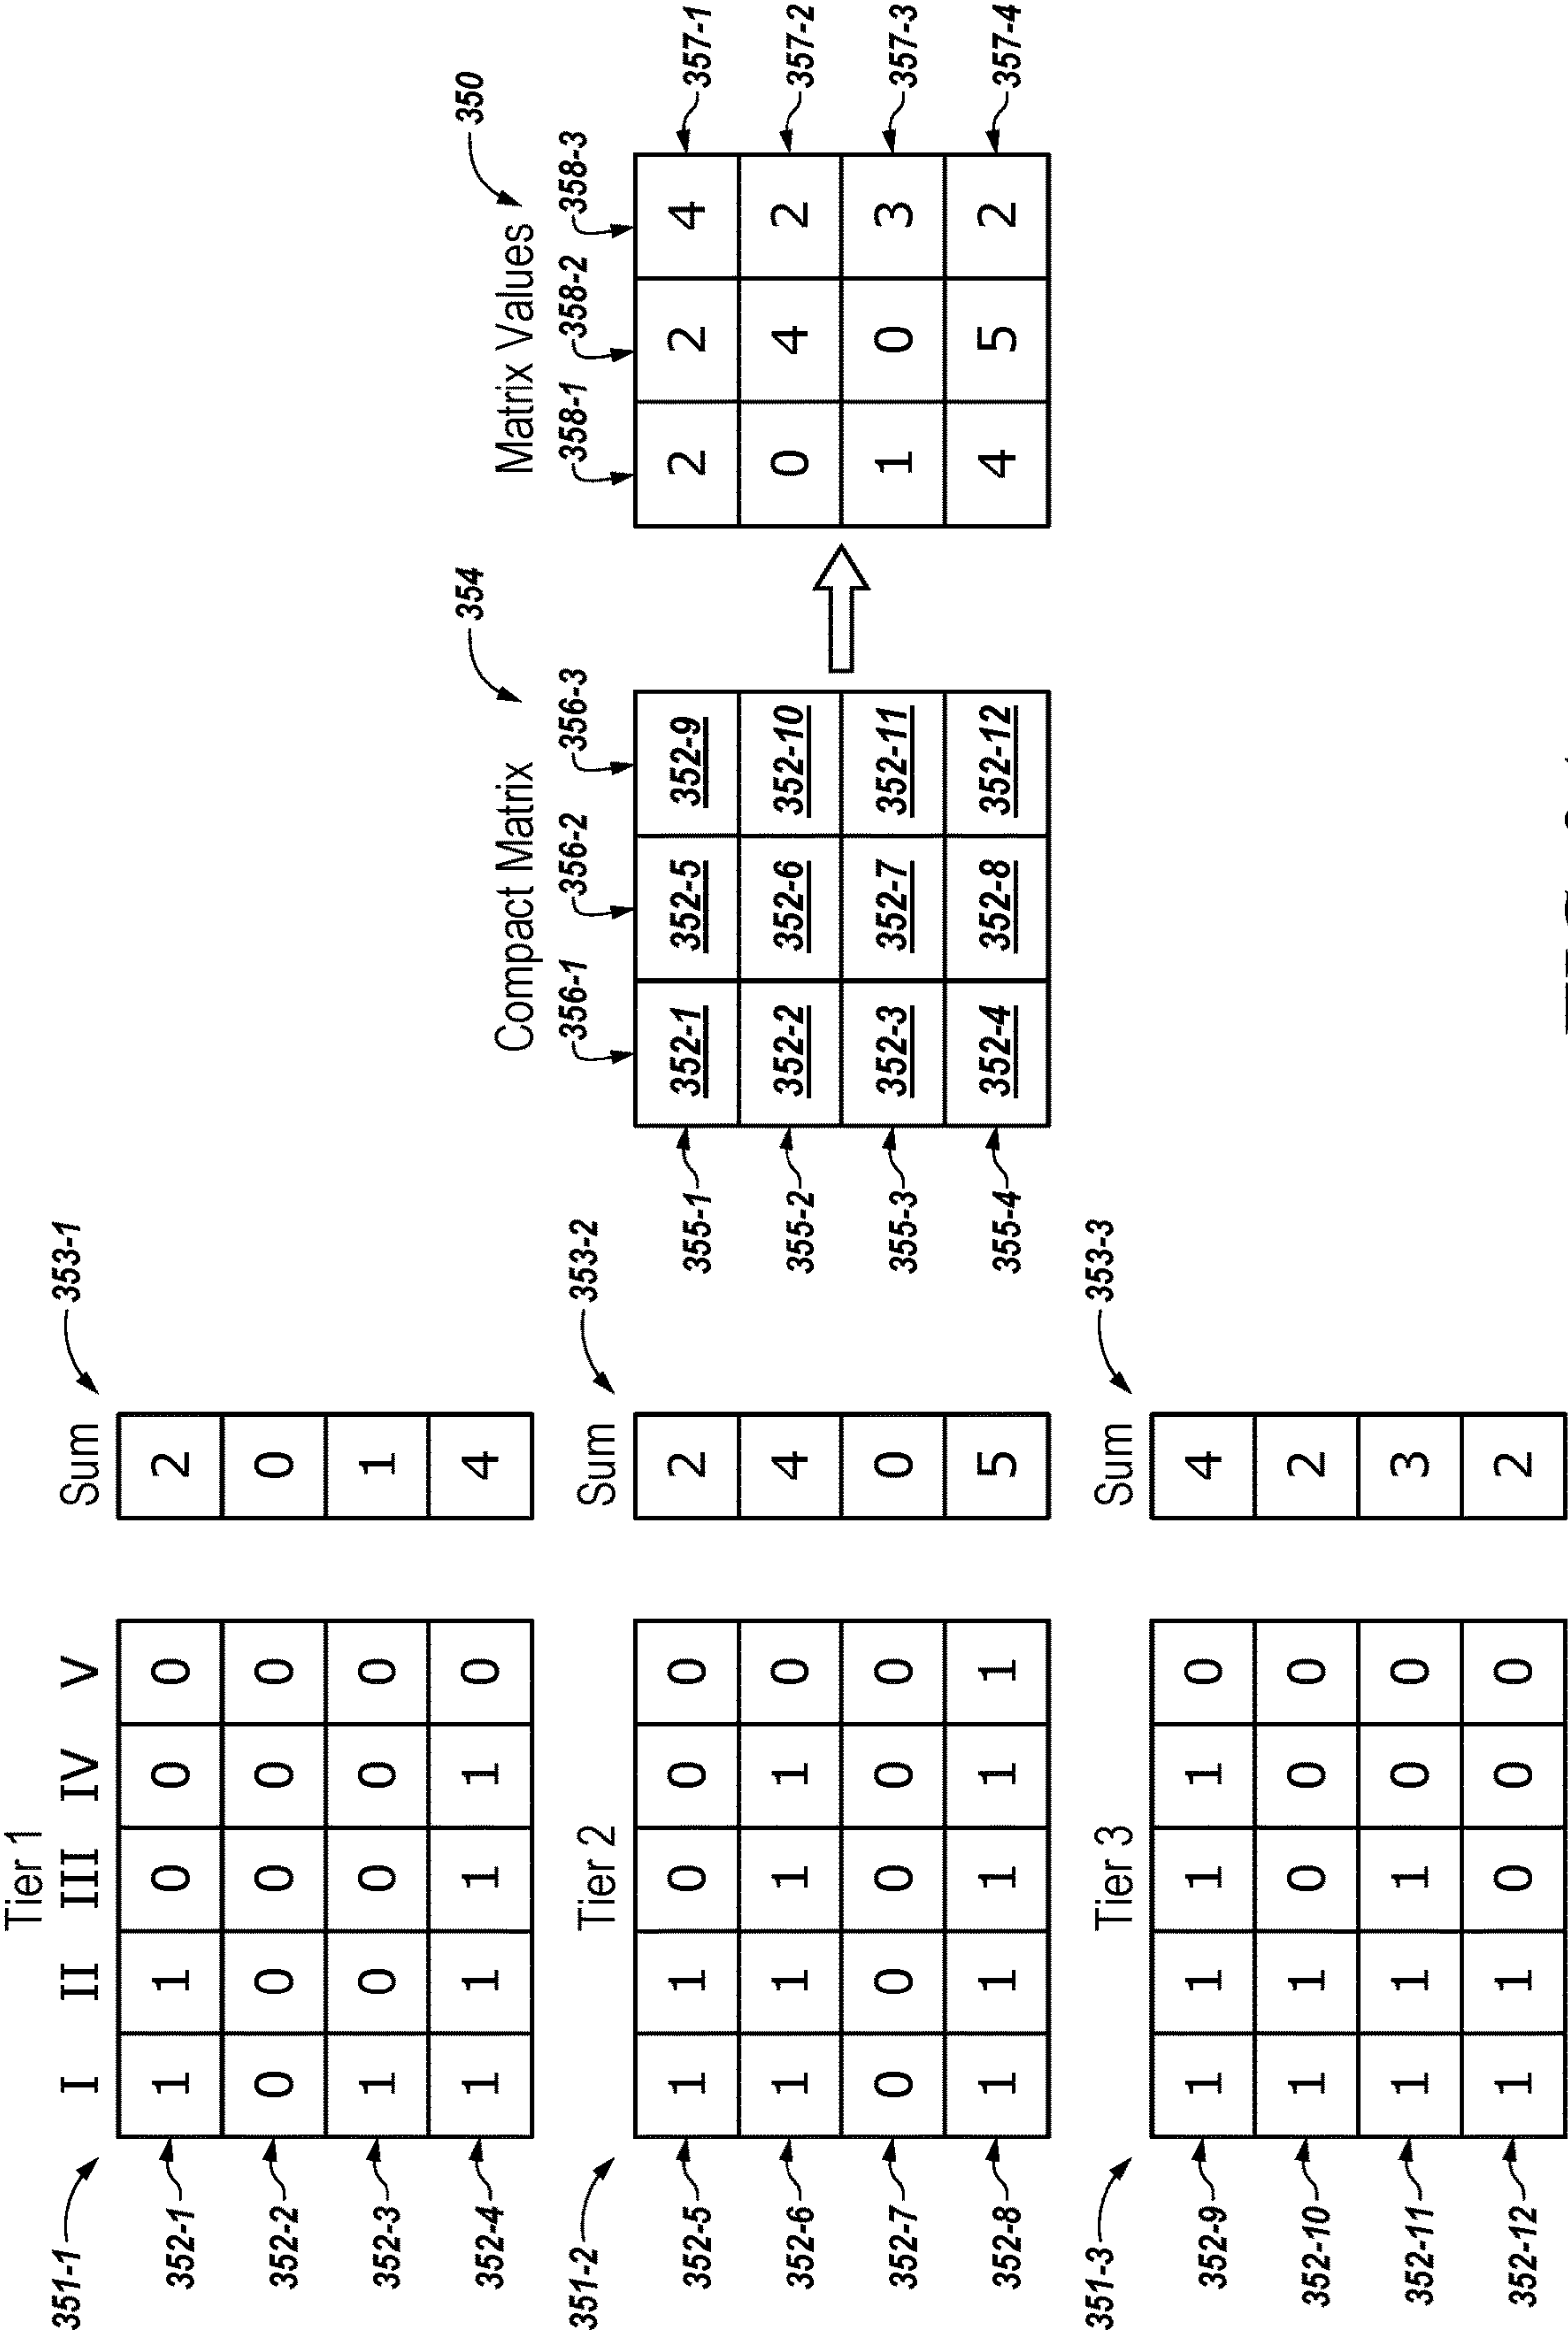 Tier 1
351-1
I II III IV V
352-1 1 1 0 0 0
352-2 0 0 0 0 0
352-3 1 0 0 0 0
352-4 1 1 1 1 0
Sum
353-1
2
0
1
4
Tier 2
351-2
352-5 1 1 0 0 0
352-6 1 1 1 1 0
352-7 0 0 0 0 0
352-8 1 1 1 1 1
Sum
353-2
2
4
0
5
Tier 3
351-3
352-9 1 1 1 1 0
352-10 1 1 0 0 0
352-11 1 1 1 0 0
352-12 1 1 0 0 0
Sum
353-3
4
2
3
2
Compact Matrix
354
356-1 356-2 356-3
355-1 352-1 352-5 352-9
355-2 352-2 352-6 352-10
355-3 352-3 352-7 352-11
355-4 352-4 352-8 352-12
Matrix Values
350
358-1 358-2 358-3
2 2 4 357-1
0 4 2 357-2
1 0 3 357-3
4 5 2 357-4